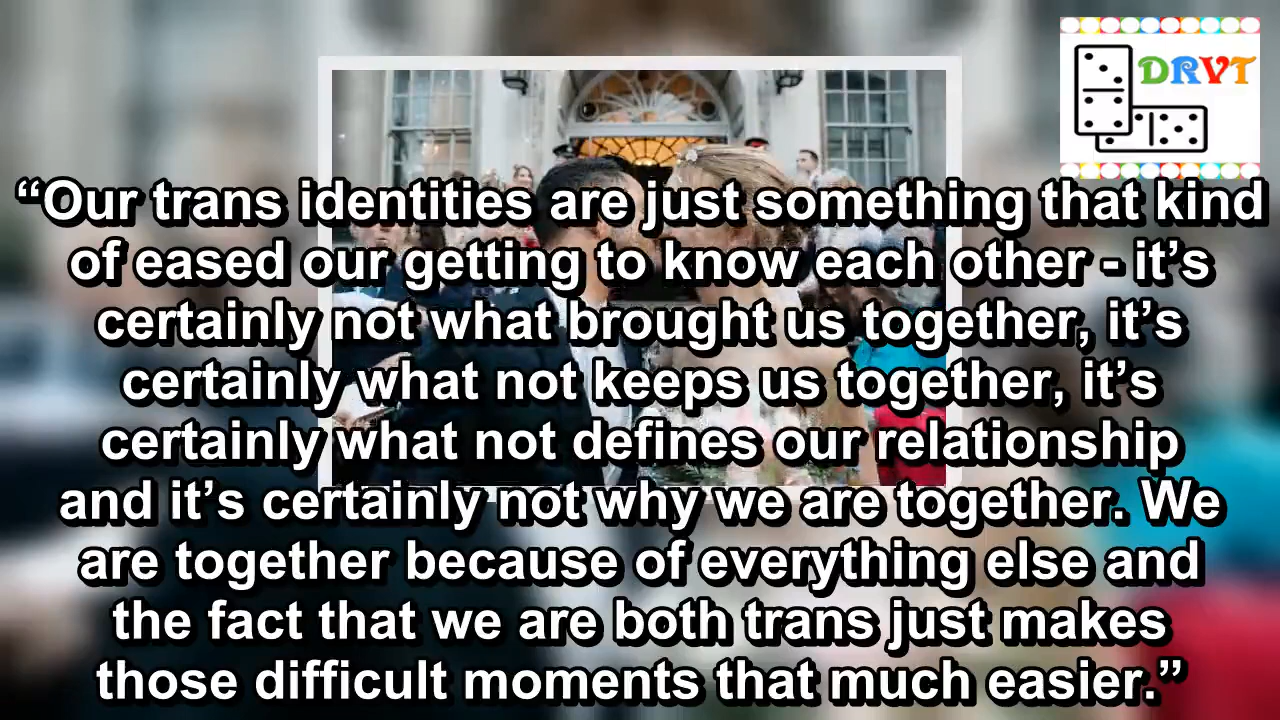 DRVT
“Our trans identities are just something that kind
of eased our getting to know each other - it’s
certainly not what brought us together, it’s
certainly what not keeps us together, it’s
certainly what not defines our relationship
and it’s certainly not why we are together. We
are together because of everything else and
the fact that we are both trans just makes
those difficult moments that much easier.”